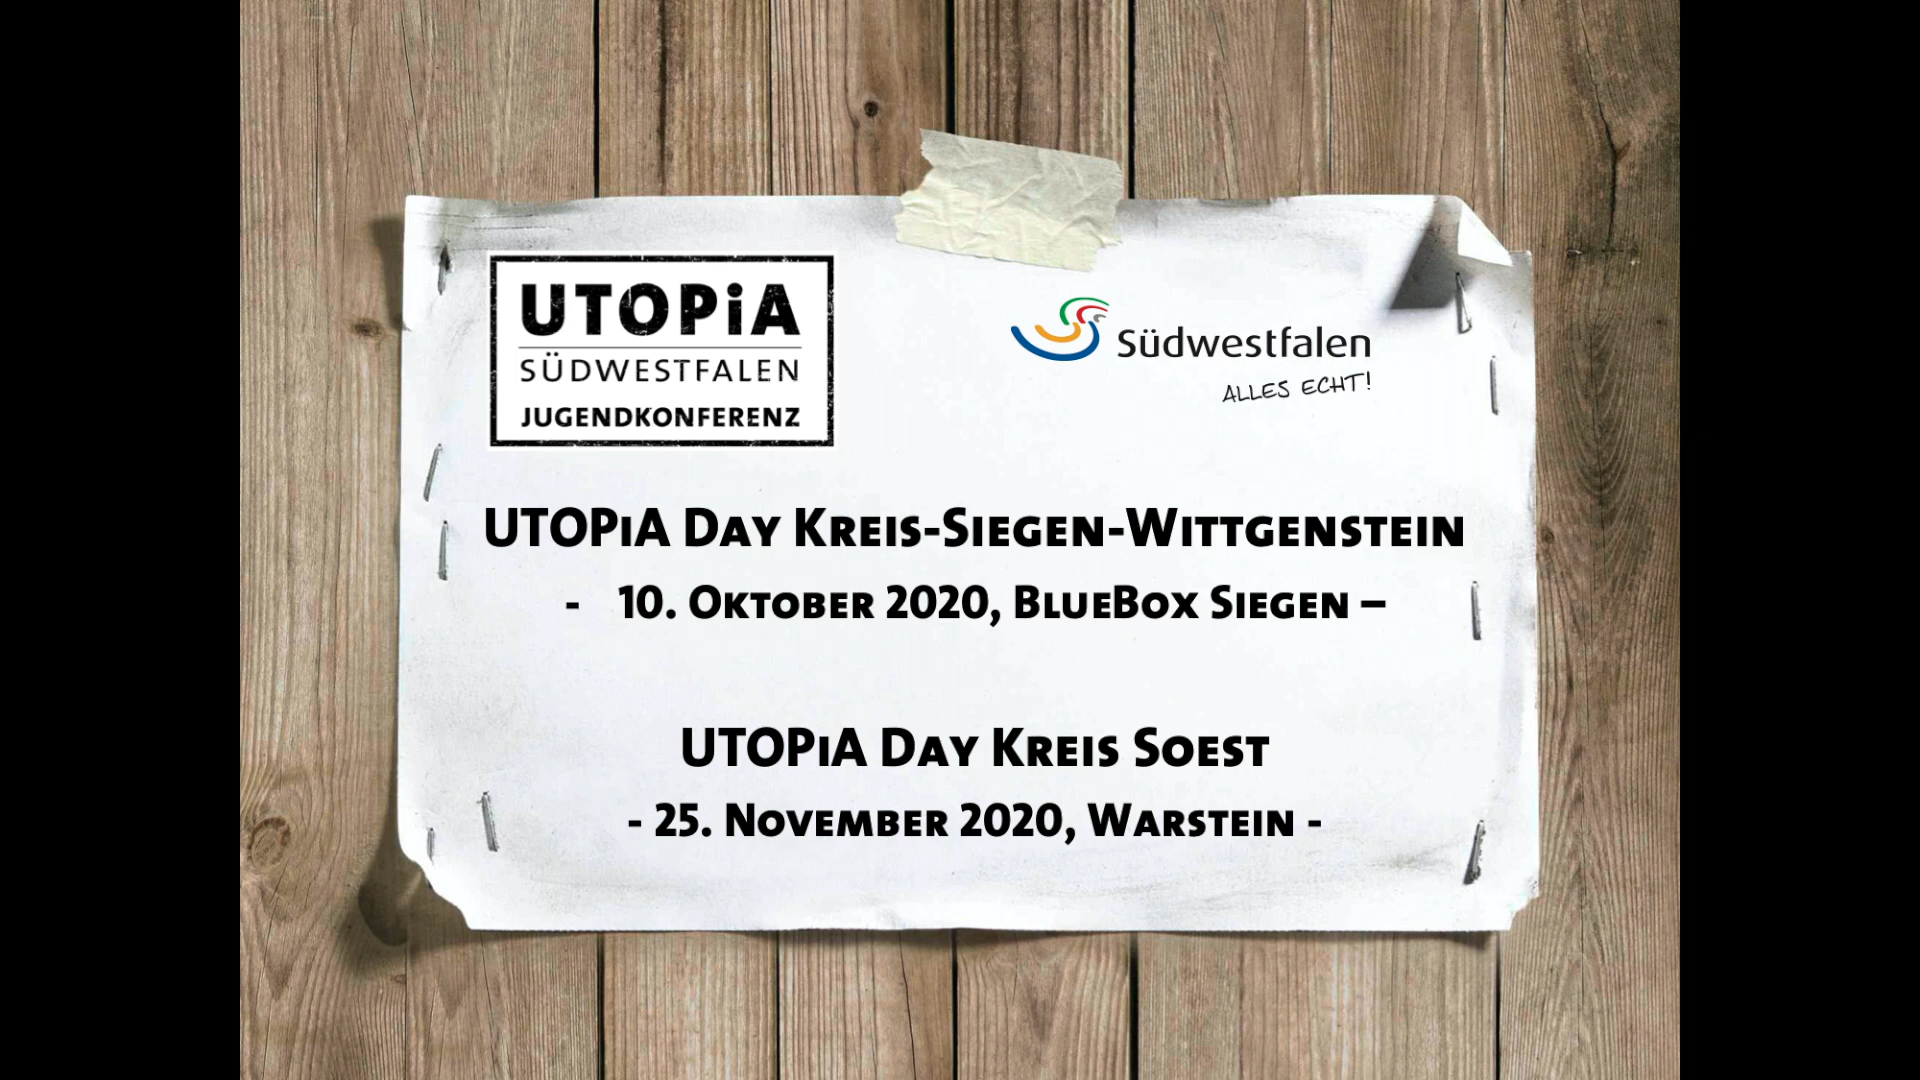 UTOPiA
SÜDWESTFALEN
JUGENDKONFERENZ
Südwestfalen
ALLES ECHT!
UTOPiA Day Kreis-Siegen-Wittgenstein
- 10. Oktober 2020, BlueBox Siegen –
UTOPiA Day Kreis Soest
- 25. November 2020, Warstein -